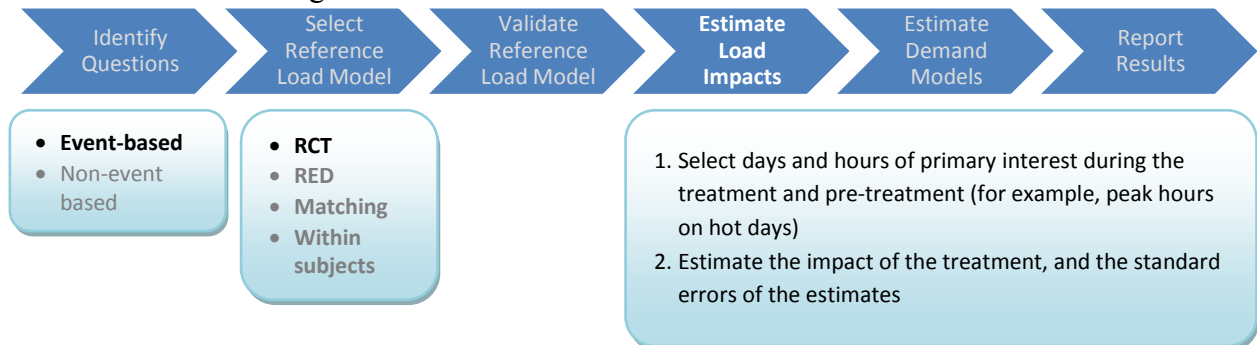 Identify
Questions
Select
Reference
Load Model
Validate
Reference
Load Model
Estimate
Load
Impacts
Estimate
Demand
Models
Report
Results
• Event-based
• Non-event
based
• RCT
• RED
• Matching
• Within
subjects
1. Select days and hours of primary interest during the
treatment and pre-treatment (for example, peak hours
on hot days)
2. Estimate the impact of the treatment, and the standard
errors of the estimates